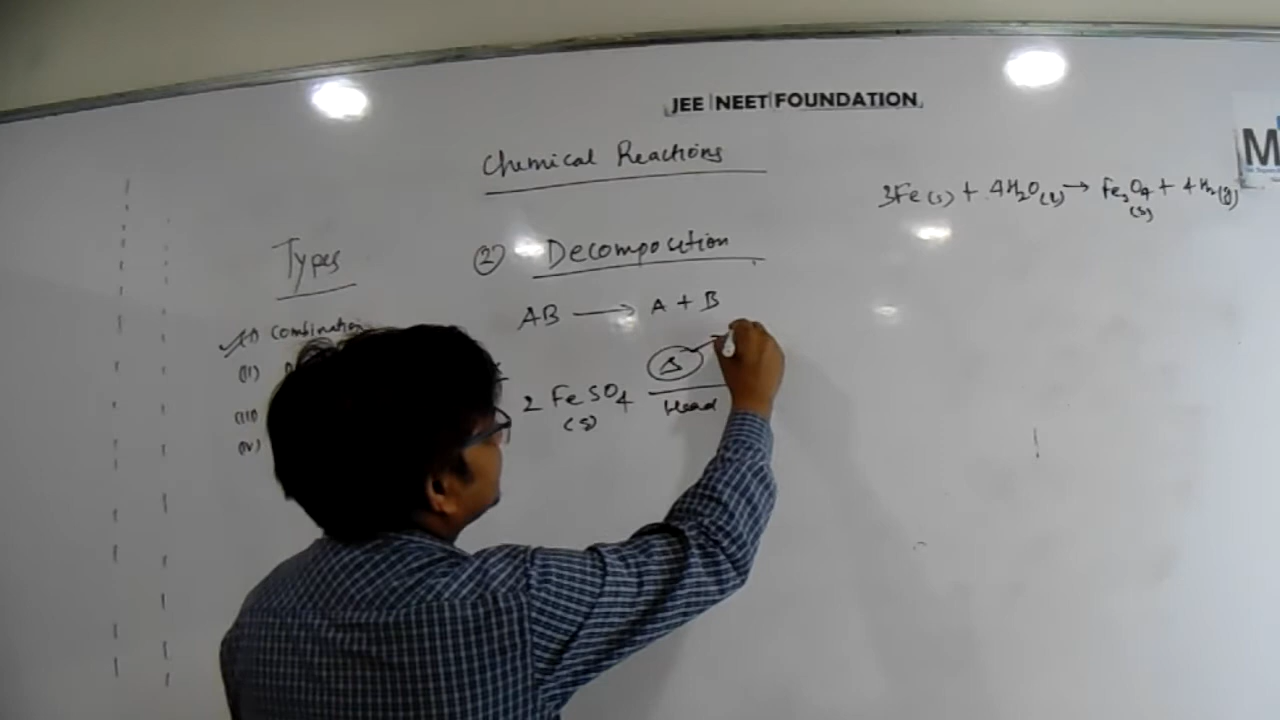 JEE NEET FOUNDATION
M
Chemical Reactions
3Fe(s) + 4H₂O(l) → Fe₃O₄(s) + 4H₂(g)
Types
② Decomposition
AB → A + B
(I) Combination
(II)
(III)
(IV)
2 FeSO₄(s) Δ Head